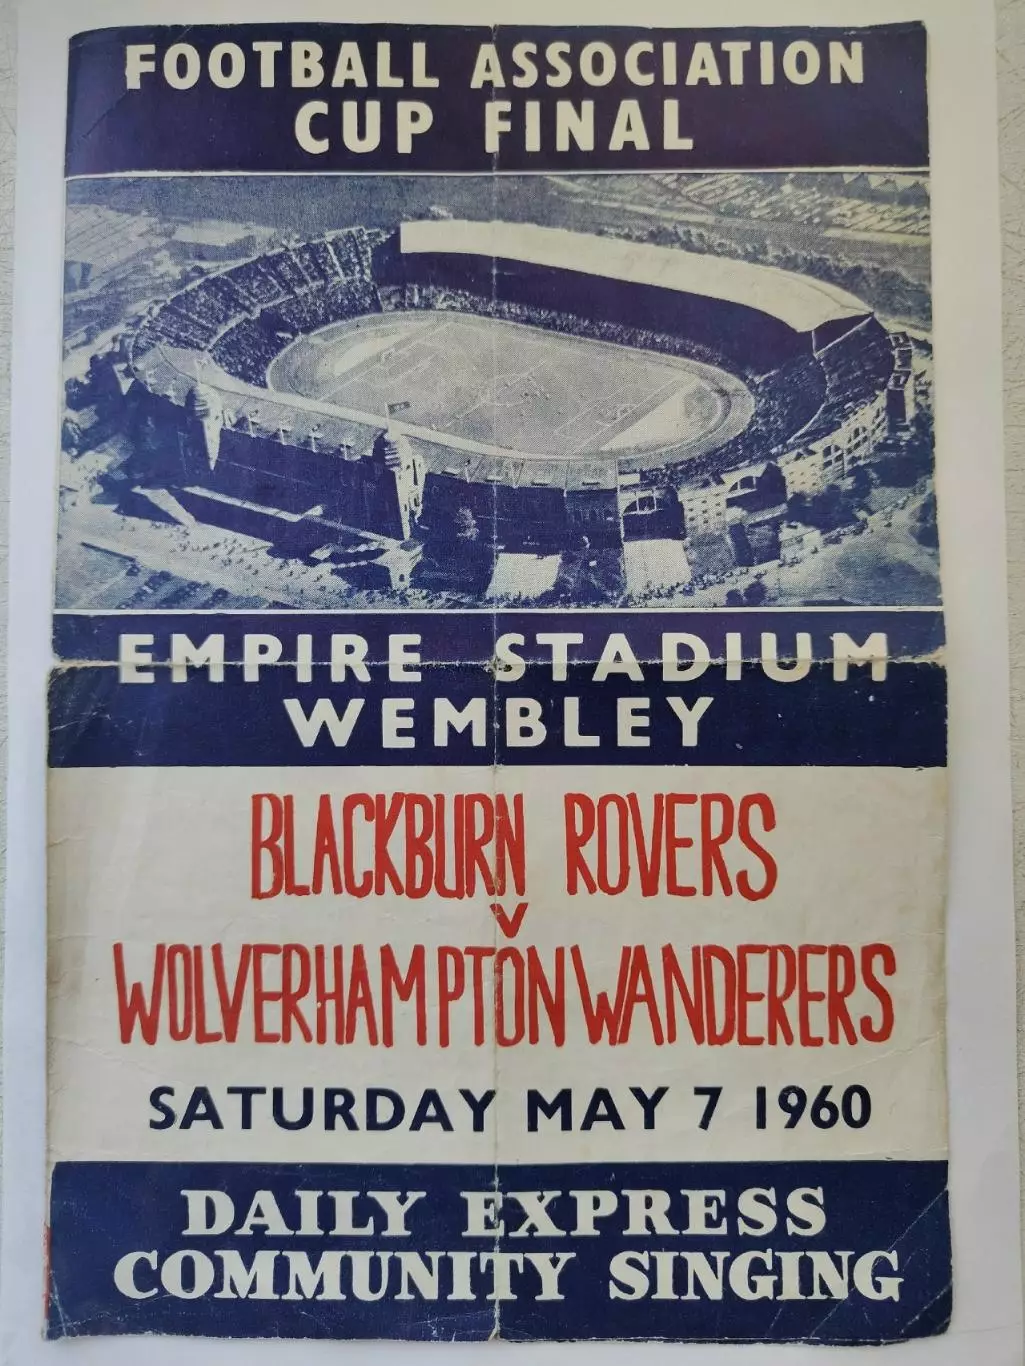 FOOTBALL ASSOCIATION
CUP FINAL
EMPIRE STADIUM
WEMBLEY
BLACKBURN ROVERS
V
WOLVERHAMPTON WANDERERS
SATURDAY MAY 7 1960
DAILY EXPRESS
COMMUNITY SINGING